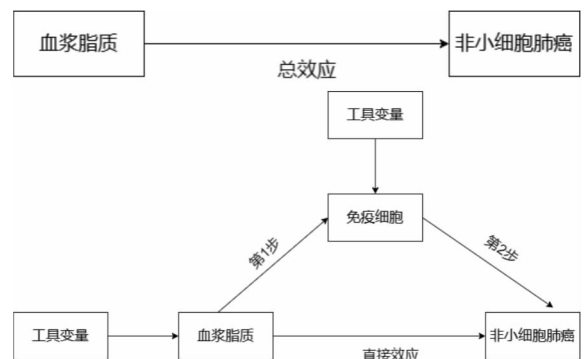 血浆脂质
非小细胞肺癌
总效应
工具变量
免疫细胞
第1步
第2步
工具变量
血浆脂质
非小细胞肺癌
直接效应